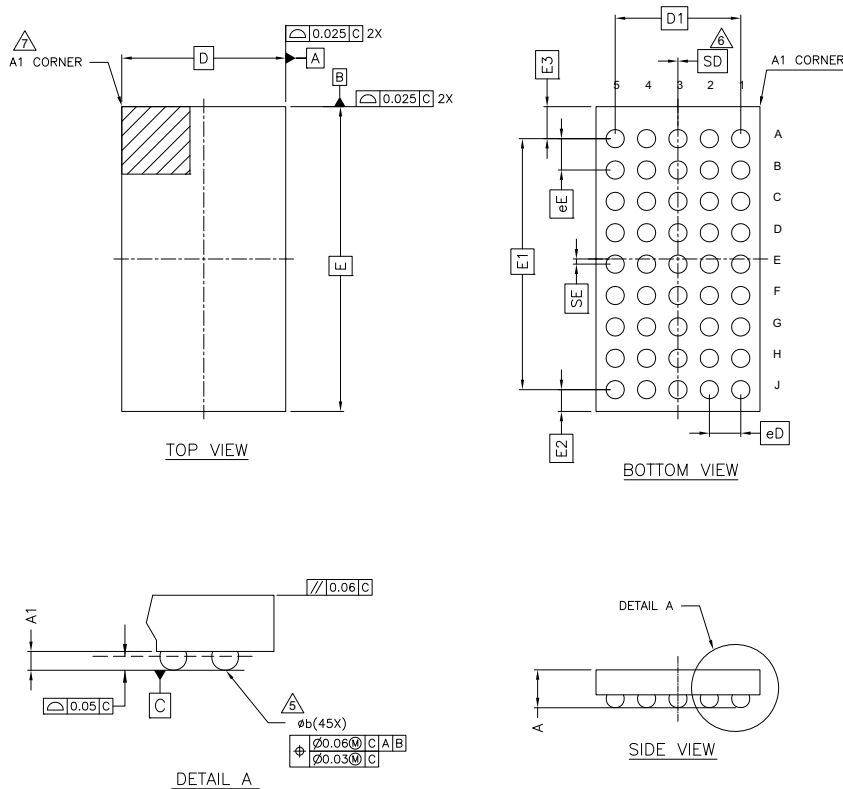 7
A1 CORNER
D
⌓ 0.025 C 2X
A
B
⌓ 0.025 C 2X
E
TOP VIEW
D1
6
SD
E3
A1 CORNER
5 4 3 2 1
A
B
C
D
E
F
G
H
J
eE
E1
SE
E2
eD
BOTTOM VIEW
// 0.06 C
A1
⌓ 0.05 C
C
5
øb(45X)
⌖ Ø0.06Ⓜ C A B
Ø0.03Ⓜ C
DETAIL A
DETAIL A
A
SIDE VIEW